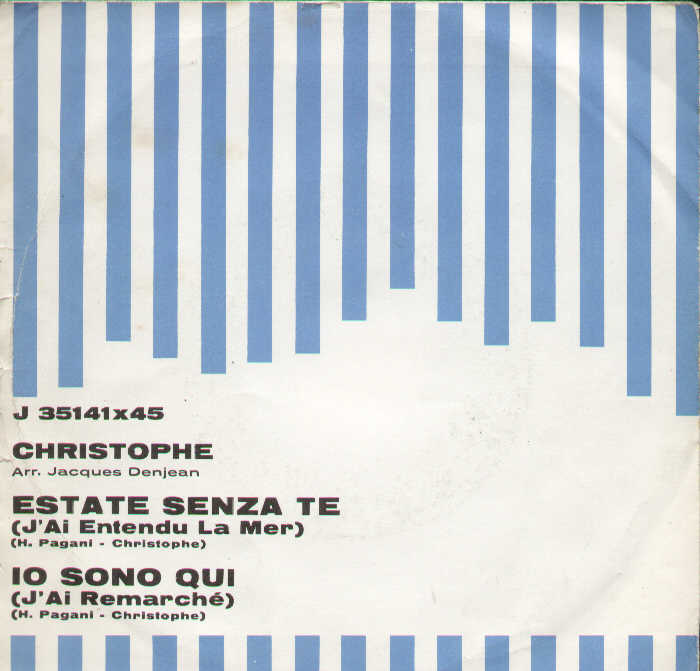 J 35141x45
CHRISTOPHE
Arr. Jacques Denjean
ESTATE SENZA TE
(J'Ai Entendu La Mer)
(H. Pagani - Christophe)
IO SONO QUI
(J'Ai Remarché)
(H. Pagani - Christophe)